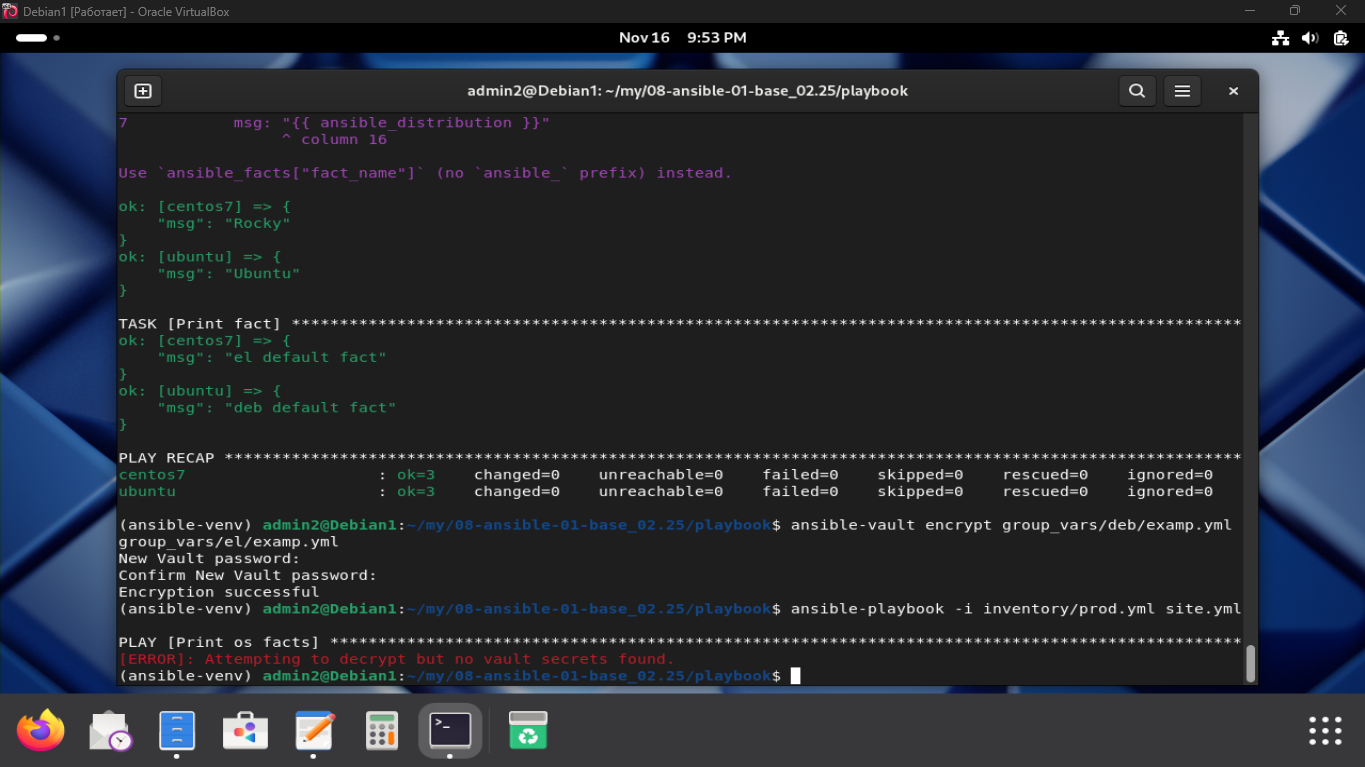 Debian1 [Работает] - Oracle VirtualBox
Nov 16 9:53 PM
admin2@Debian1: ~/my/08-ansible-01-base_02.25/playbook
7 msg: "{{ ansible_distribution }}"
^ column 16
Use `ansible_facts["fact_name"]` (no `ansible_` prefix) instead.
ok: [centos7] => {
"msg": "Rocky"
}
ok: [ubuntu] => {
"msg": "Ubuntu"
}
TASK [Print fact] ***************************************************************************************************
ok: [centos7] => {
"msg": "el default fact"
}
ok: [ubuntu] => {
"msg": "deb default fact"
}
PLAY RECAP **********************************************************************************************************
centos7 : ok=3 changed=0 unreachable=0 failed=0 skipped=0 rescued=0 ignored=0
ubuntu : ok=3 changed=0 unreachable=0 failed=0 skipped=0 rescued=0 ignored=0
(ansible-venv) admin2@Debian1:~/my/08-ansible-01-base_02.25/playbook$ ansible-vault encrypt group_vars/deb/examp.yml
group_vars/el/examp.yml
New Vault password:
Confirm New Vault password:
Encryption successful
(ansible-venv) admin2@Debian1:~/my/08-ansible-01-base_02.25/playbook$ ansible-playbook -i inventory/prod.yml site.yml
PLAY [Print os facts] ***********************************************************************************************
[ERROR]: Attempting to decrypt but no vault secrets found.
(ansible-venv) admin2@Debian1:~/my/08-ansible-01-base_02.25/playbook$